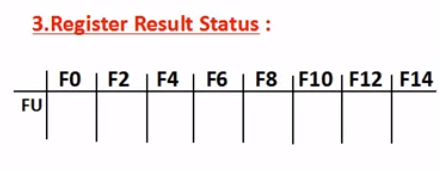 3.Register Result Status :
F0 F2 F4 F6 F8 F10 F12 F14
FU